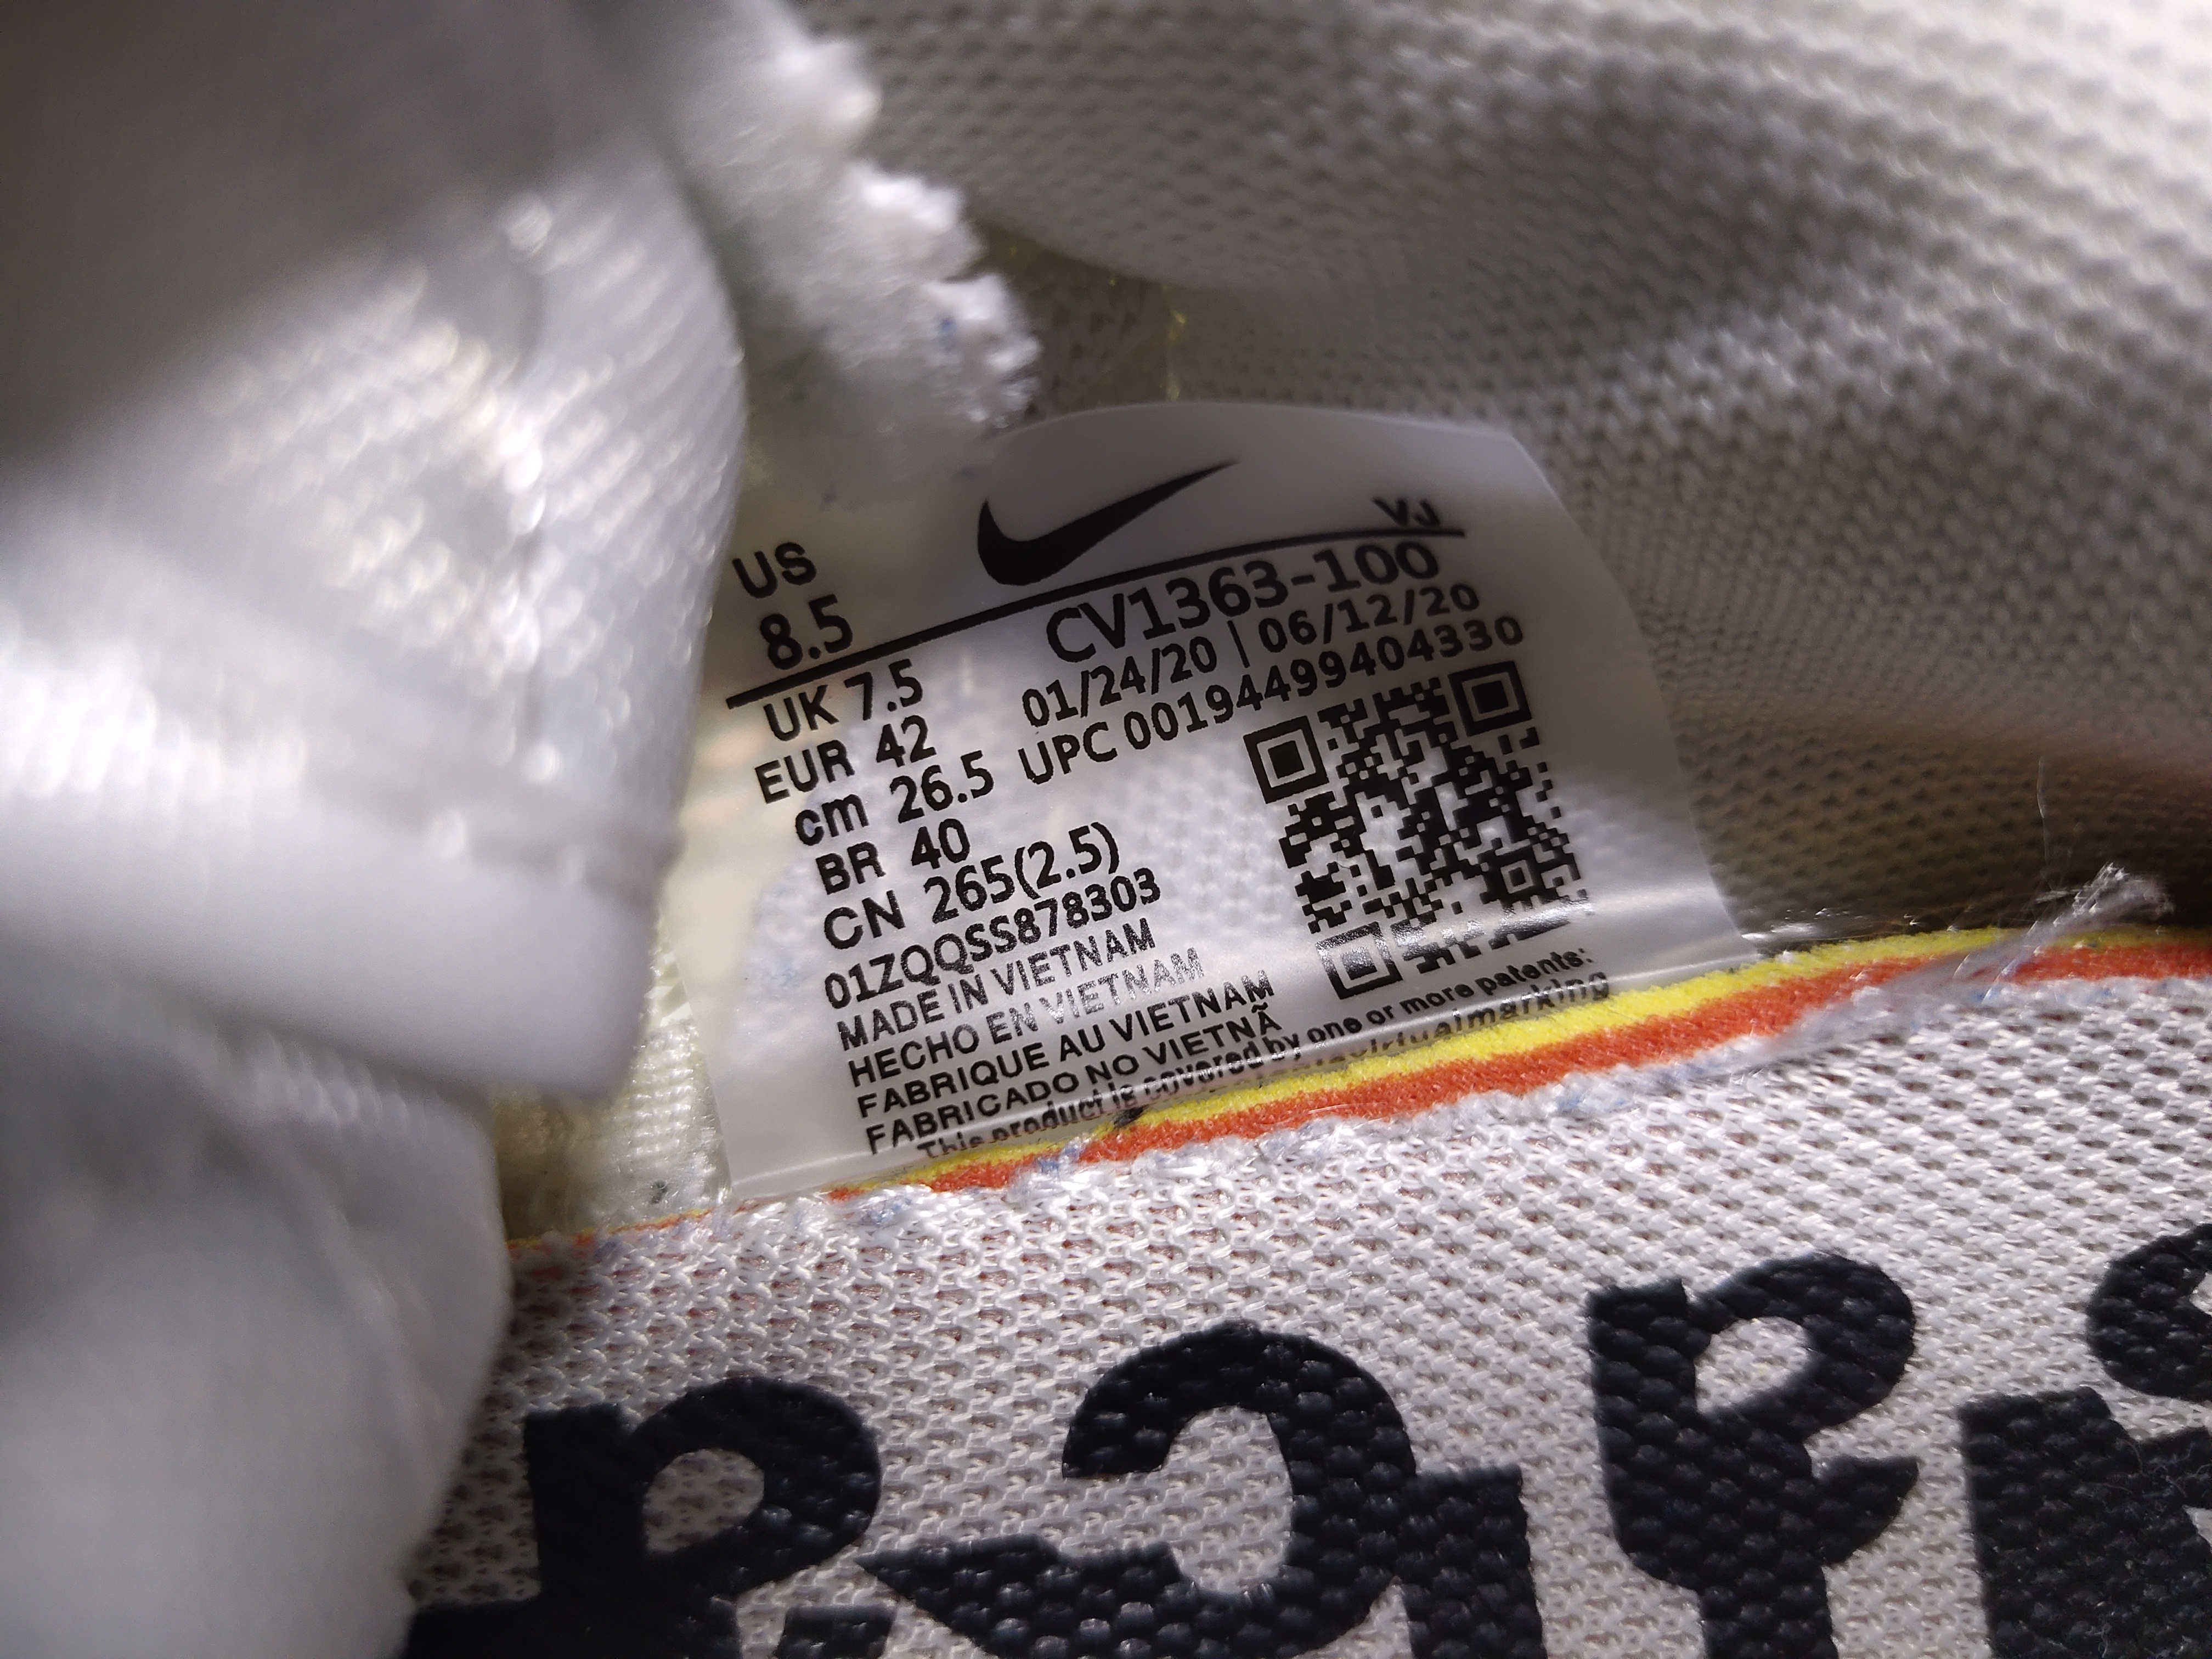 VJ
US
8.5
CV1363-100
UK 7.5
01/24/20 | 06/12/20
EUR 42
UPC 00194499404330
cm 26.5
BR 40
CN 265(2.5)
01ZQQSS878303
MADE IN VIETNAM
HECHO EN VIETNAM
FABRIQUE AU VIETNAM
FABRICADO NO VIETNÃ
This product is covered by one or more patents: